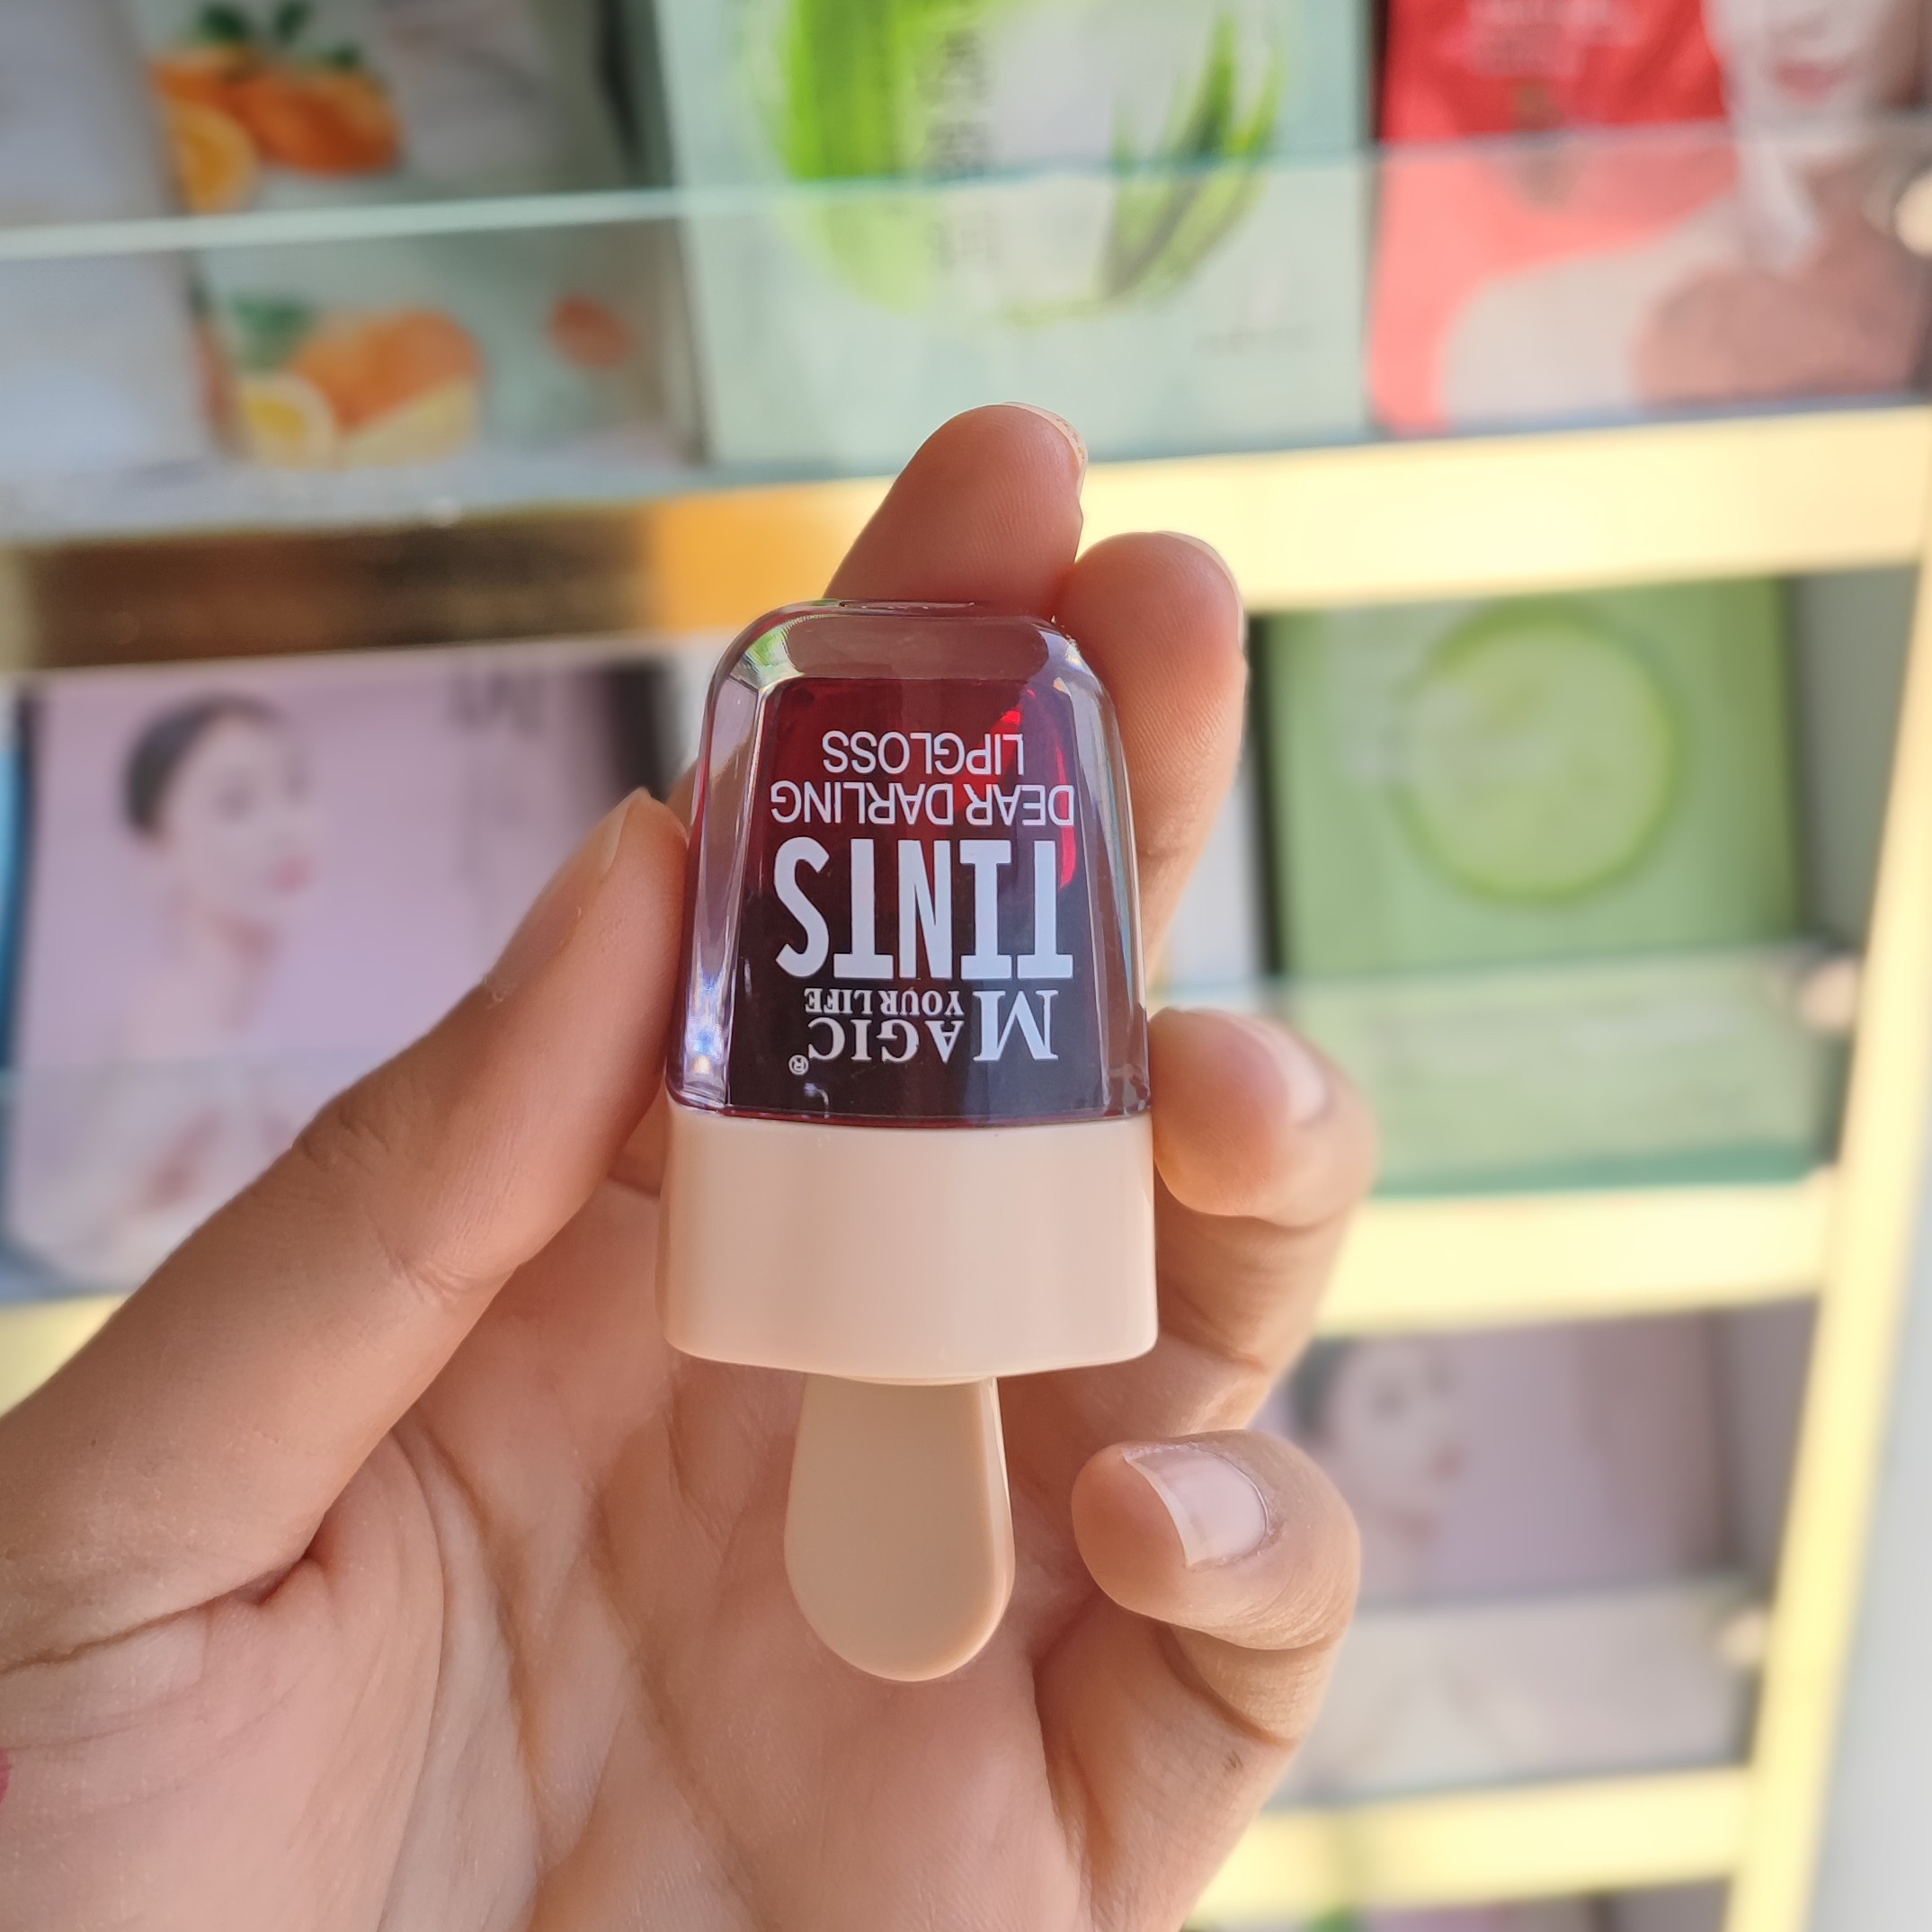 MAGIC®
YOUR LIFE
TINTS
DEAR DARLING
LIPGLOSS